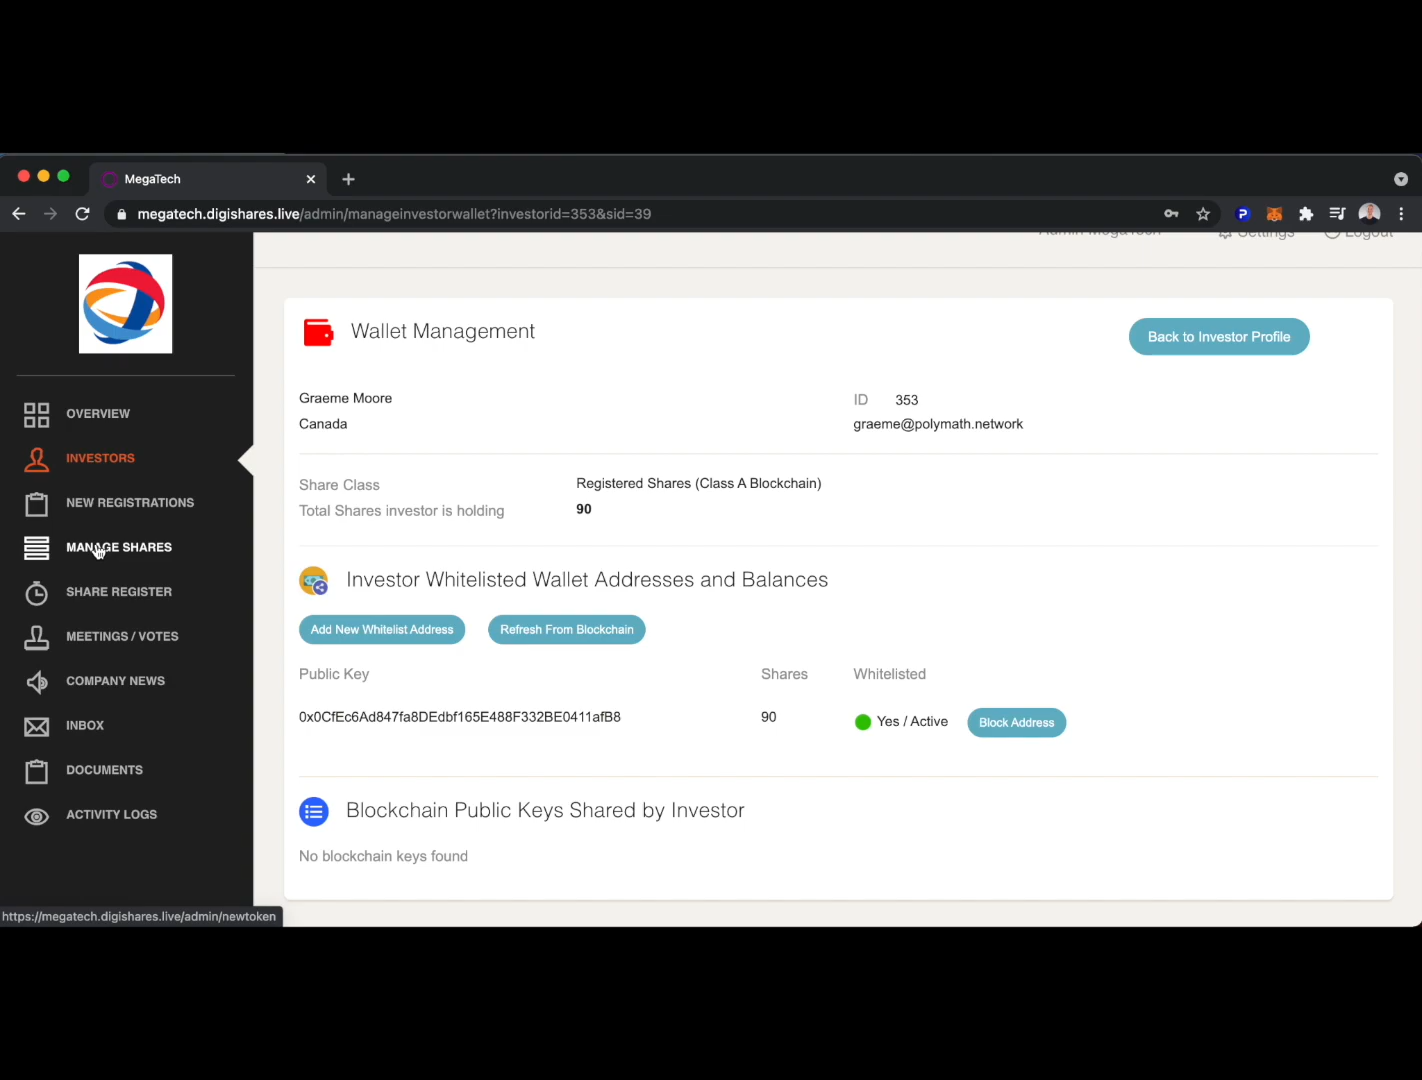 MegaTech
megatech.digishares.live/admin/manageinvestorwallet?investorid=353&sid=39
Admin MegaTech Settings Logout
Wallet Management
Back to Investor Profile
Graeme Moore
ID 353
Canada
graeme@polymath.network
Share Class Registered Shares (Class A Blockchain)
Total Shares investor is holding 90
Investor Whitelisted Wallet Addresses and Balances
Add New Whitelist Address Refresh From Blockchain
Public Key Shares Whitelisted
0x0CfEc6Ad847fa8DEdbf165E488F332BE0411afB8 90 Yes / Active Block Address
Blockchain Public Keys Shared by Investor
No blockchain keys found
OVERVIEW
INVESTORS
NEW REGISTRATIONS
MANAGE SHARES
SHARE REGISTER
MEETINGS / VOTES
COMPANY NEWS
INBOX
DOCUMENTS
ACTIVITY LOGS
https://megatech.digishares.live/admin/newtoken